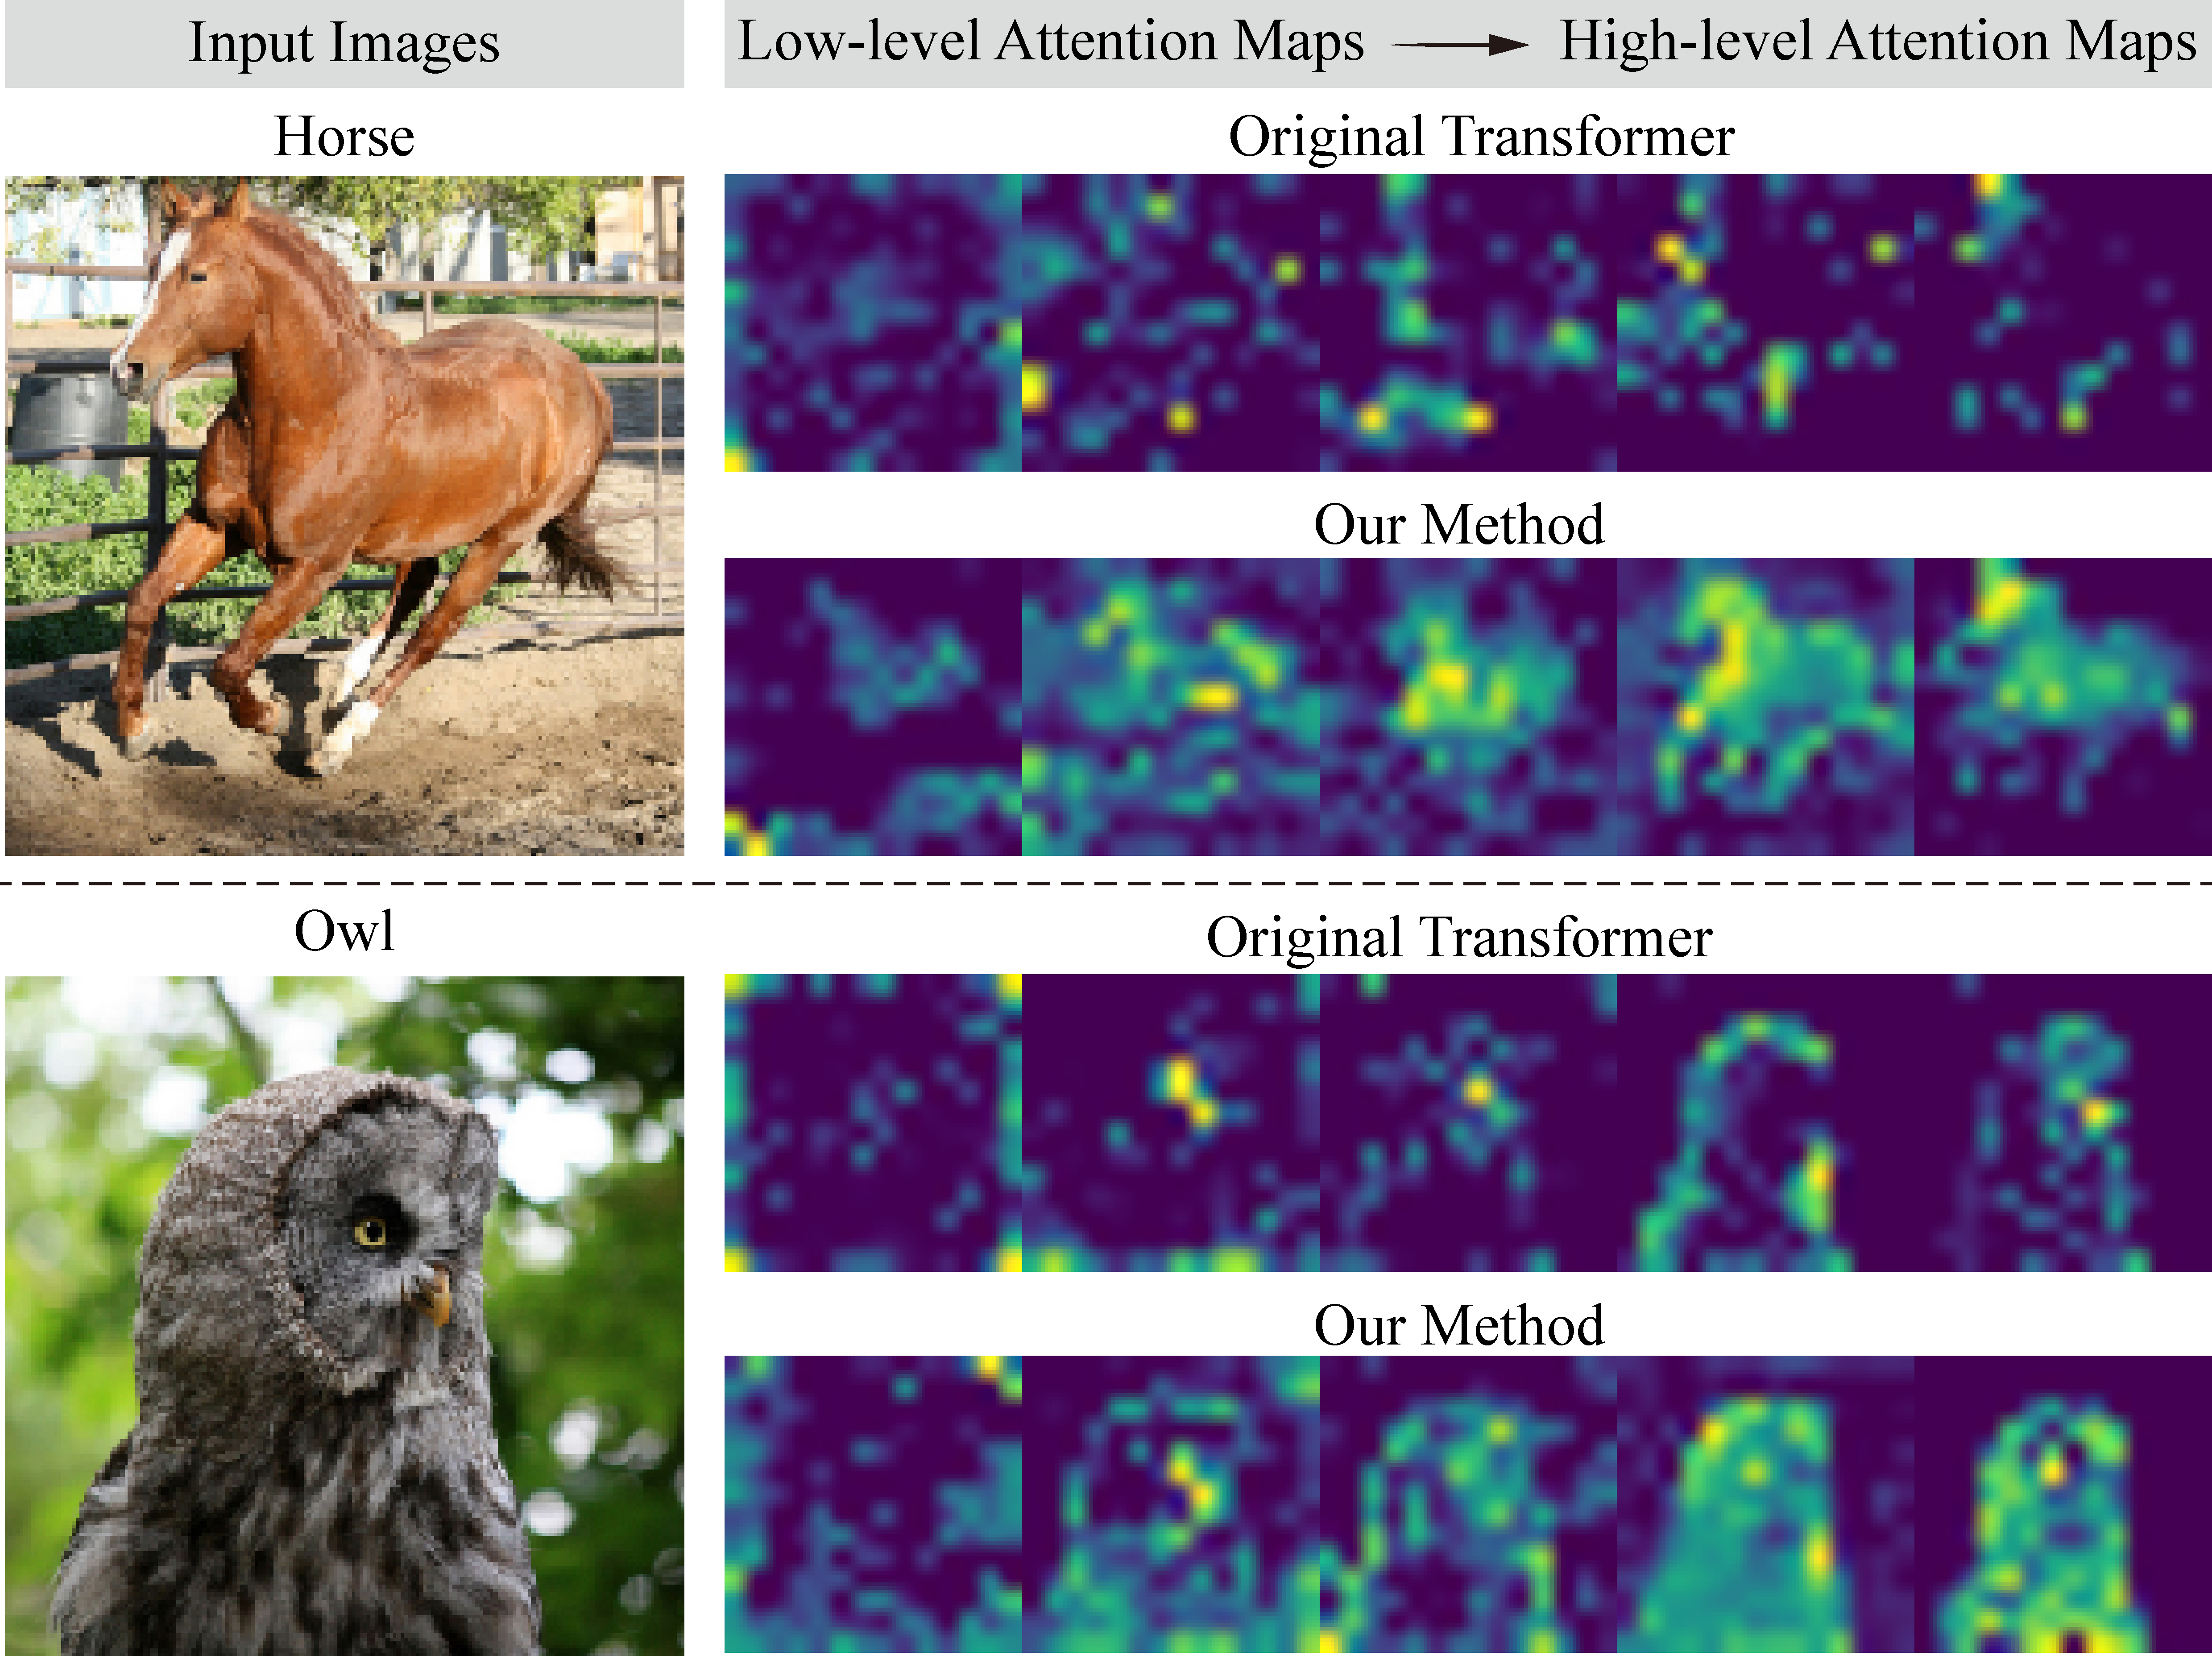 Input Images
Low-level Attention Maps
High-level Attention Maps
Horse
Original Transformer
Our Method
Owl
Original Transformer
Our Method